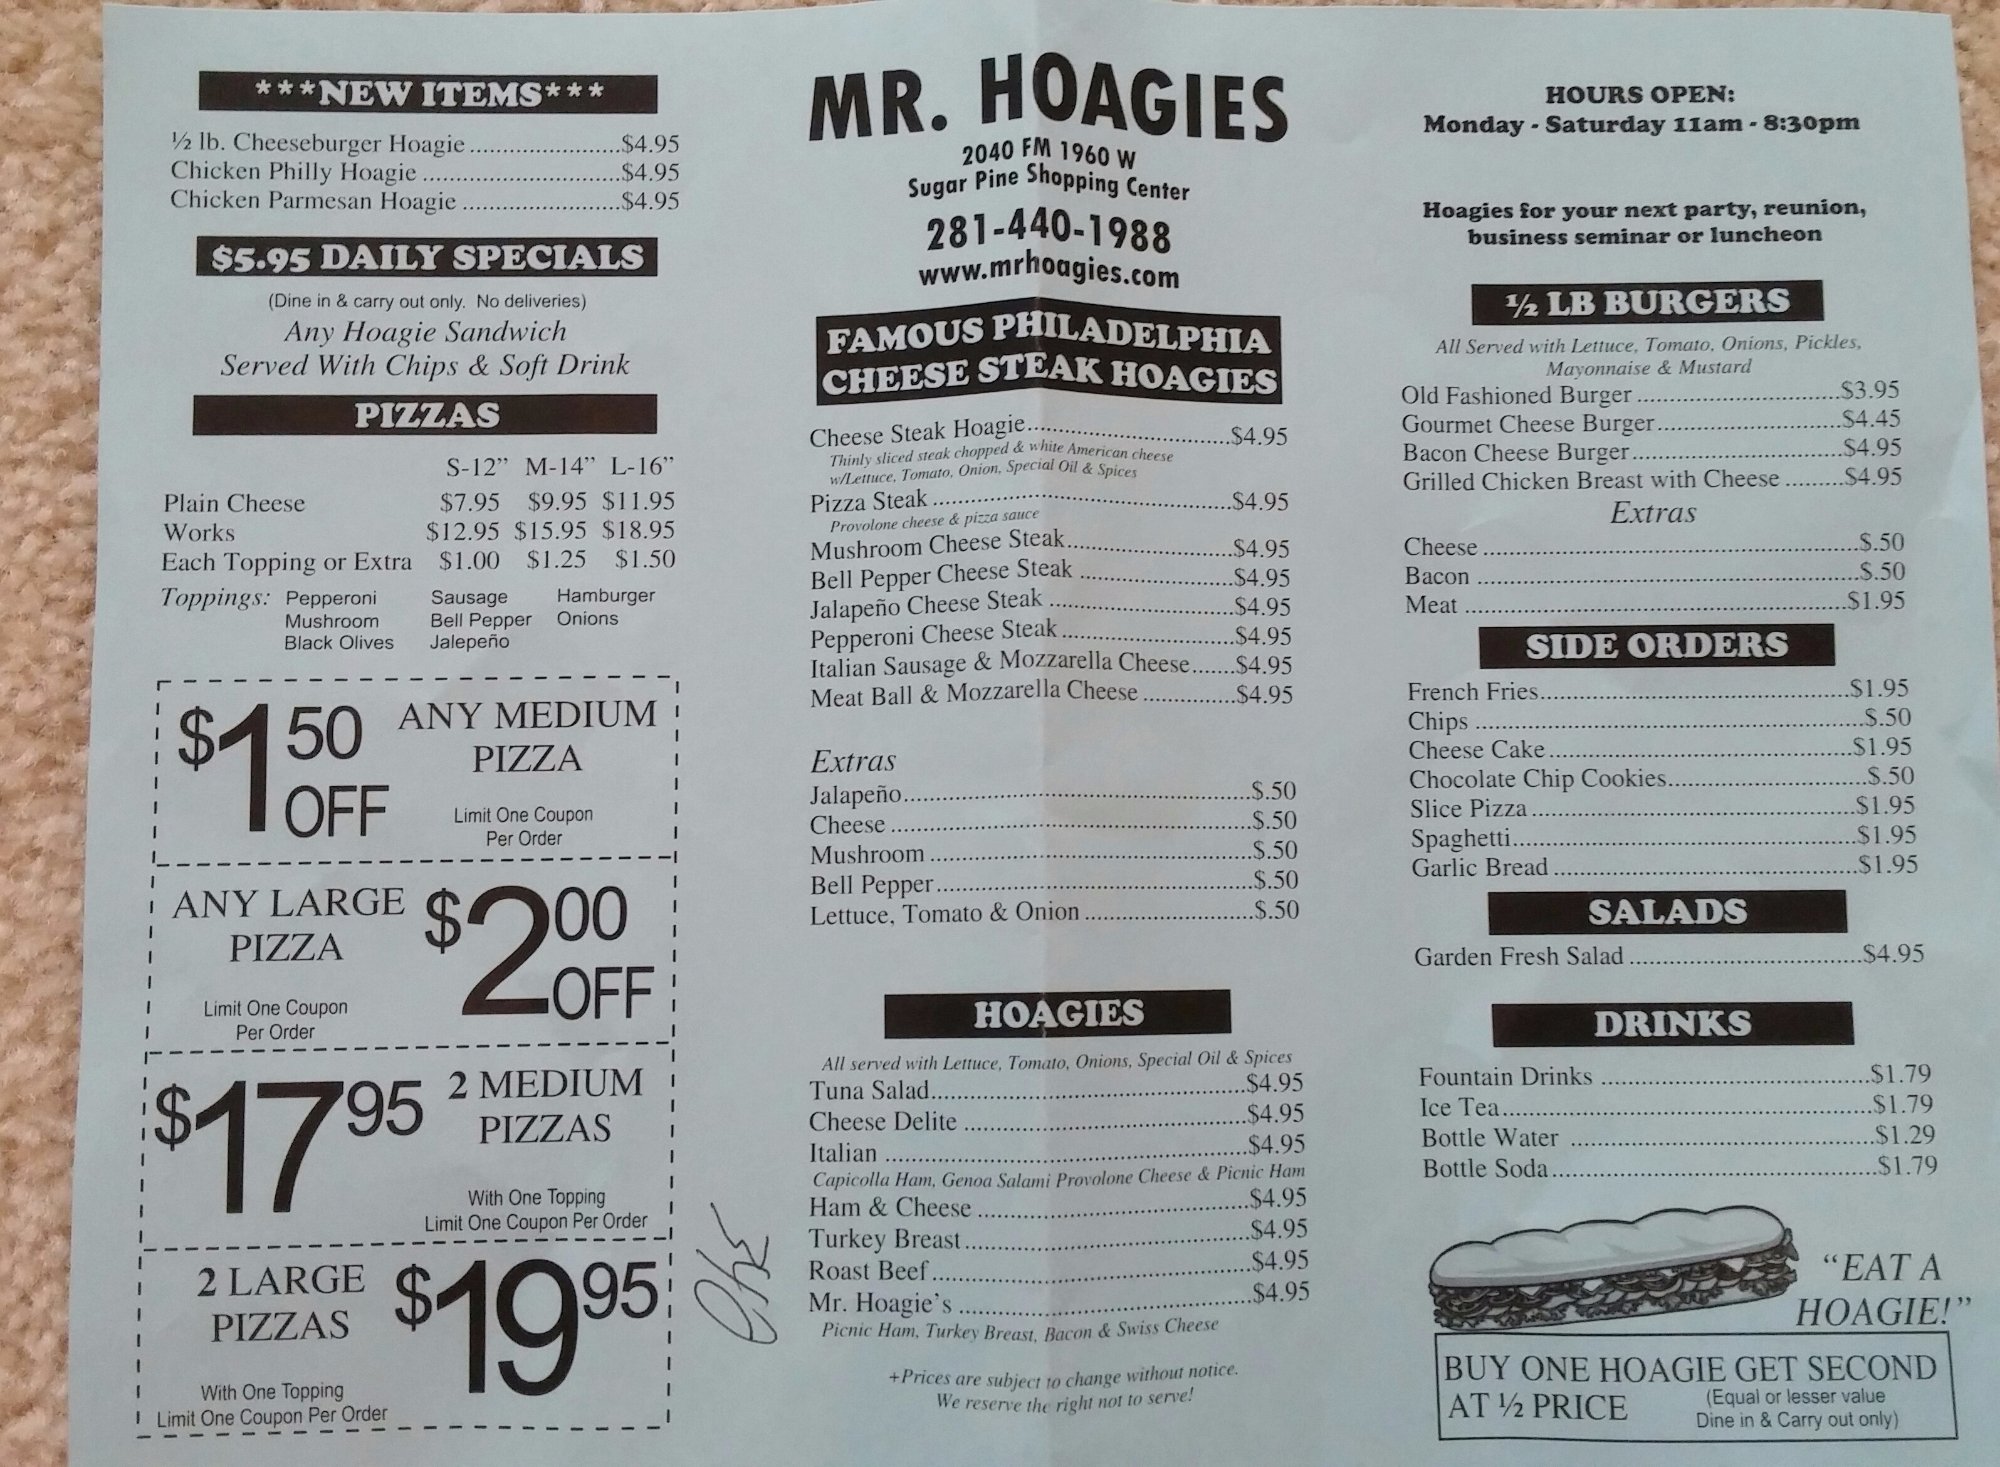 ***NEW ITEMS***
½ lb. Cheeseburger Hoagie ........................$4.95
Chicken Philly Hoagie ...............................$4.95
Chicken Parmesan Hoagie .........................$4.95
$5.95 DAILY SPECIALS
(Dine in & carry out only. No deliveries)
Any Hoagie Sandwich
Served With Chips & Soft Drink
PIZZAS
S-12” M-14” L-16”
Plain Cheese $7.95 $9.95 $11.95
Works $12.95 $15.95 $18.95
Each Topping or Extra $1.00 $1.25 $1.50
Toppings: Pepperoni Sausage Hamburger
Mushroom Bell Pepper Onions
Black Olives Jalepeño
$1.50 OFF ANY MEDIUM
PIZZA
Limit One Coupon
Per Order
ANY LARGE
PIZZA
$2.00 OFF
Limit One Coupon
Per Order
$17.95 2 MEDIUM
PIZZAS
With One Topping
Limit One Coupon Per Order
2 LARGE
PIZZAS
$19.95
With One Topping
Limit One Coupon Per Order
MR. HOAGIES
2040 FM 1960 W
Sugar Pine Shopping Center
281-440-1988
www.mrhoagies.com
FAMOUS PHILADELPHIA
CHEESE STEAK HOAGIES
Cheese Steak Hoagie................................$4.95
Thinly sliced steak chopped & white American cheese
w/Lettuce, Tomato, Onion, Special Oil & Spices
Pizza Steak ...............................................$4.95
Provolone cheese & pizza sauce
Mushroom Cheese Steak..........................$4.95
Bell Pepper Cheese Steak ........................$4.95
Jalapeño Cheese Steak .............................$4.95
Pepperoni Cheese Steak ...........................$4.95
Italian Sausage & Mozzarella Cheese.......$4.95
Meat Ball & Mozzarella Cheese ..............$4.95
Extras
Jalapeño.......................................................$.50
Cheese .........................................................$.50
Mushroom ...................................................$.50
Bell Pepper..................................................$.50
Lettuce, Tomato & Onion ...........................$.50
HOAGIES
All served with Lettuce, Tomato, Onions, Special Oil & Spices
Tuna Salad.................................................$4.95
Cheese Delite ............................................$4.95
Italian ........................................................$4.95
Capicolla Ham, Genoa Salami Provolone Cheese & Picnic Ham
Ham & Cheese ..........................................$4.95
Turkey Breast.............................................$4.95
Roast Beef..................................................$4.95
Mr. Hoagie’s ..............................................$4.95
Picnic Ham, Turkey Breast, Bacon & Swiss Cheese
+Prices are subject to change without notice.
We reserve the right not to serve!
HOURS OPEN:
Monday - Saturday 11am - 8:30pm
Hoagies for your next party, reunion,
business seminar or luncheon
½ LB BURGERS
All Served with Lettuce, Tomato, Onions, Pickles,
Mayonnaise & Mustard
Old Fashioned Burger ................................$3.95
Gourmet Cheese Burger.............................$4.45
Bacon Cheese Burger.................................$4.95
Grilled Chicken Breast with Cheese .........$4.95
Extras
Cheese ..........................................................$.50
Bacon ...........................................................$.50
Meat ...........................................................$1.95
SIDE ORDERS
French Fries................................................$1.95
Chips ............................................................$.50
Cheese Cake...............................................$1.95
Chocolate Chip Cookies...............................$.50
Slice Pizza ..................................................$1.95
Spaghetti.....................................................$1.95
Garlic Bread ...............................................$1.95
SALADS
Garden Fresh Salad ....................................$4.95
DRINKS
Fountain Drinks .........................................$1.79
Ice Tea.........................................................$1.79
Bottle Water ...............................................$1.29
Bottle Soda..................................................$1.79
“EAT A
HOAGIE!”
BUY ONE HOAGIE GET SECOND
AT ½ PRICE (Equal or lesser value
Dine in & Carry out only)